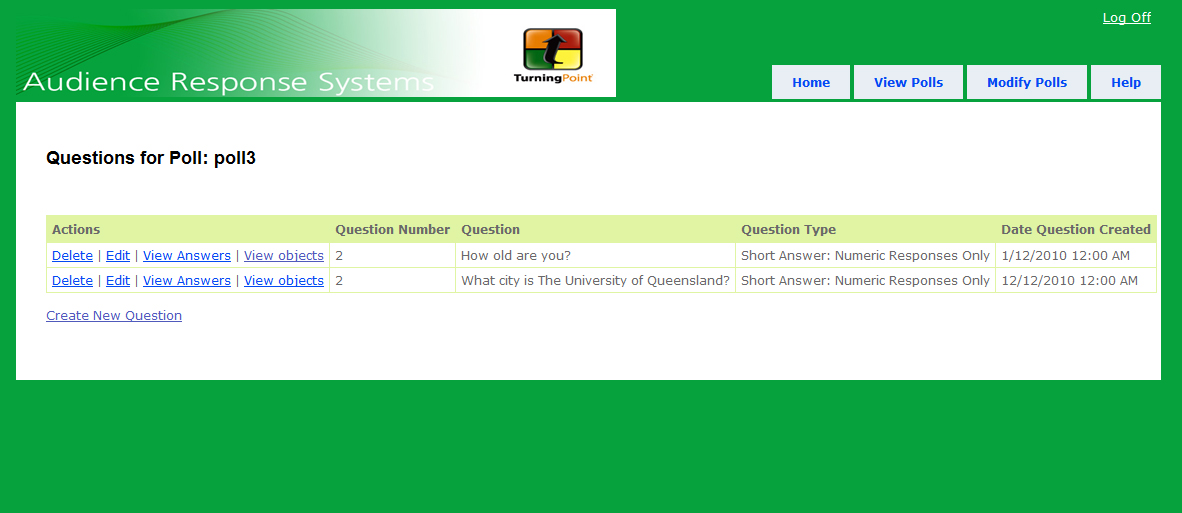 Log Off
Audience Response Systems
TurningPoint
Home View Polls Modify Polls Help
Questions for Poll: poll3
Actions Question Number Question Question Type Date Question Created
Delete | Edit | View Answers | View objects 2 How old are you? Short Answer: Numeric Responses Only 1/12/2010 12:00 AM
Delete | Edit | View Answers | View objects 2 What city is The University of Queensland? Short Answer: Numeric Responses Only 12/12/2010 12:00 AM
Create New Question